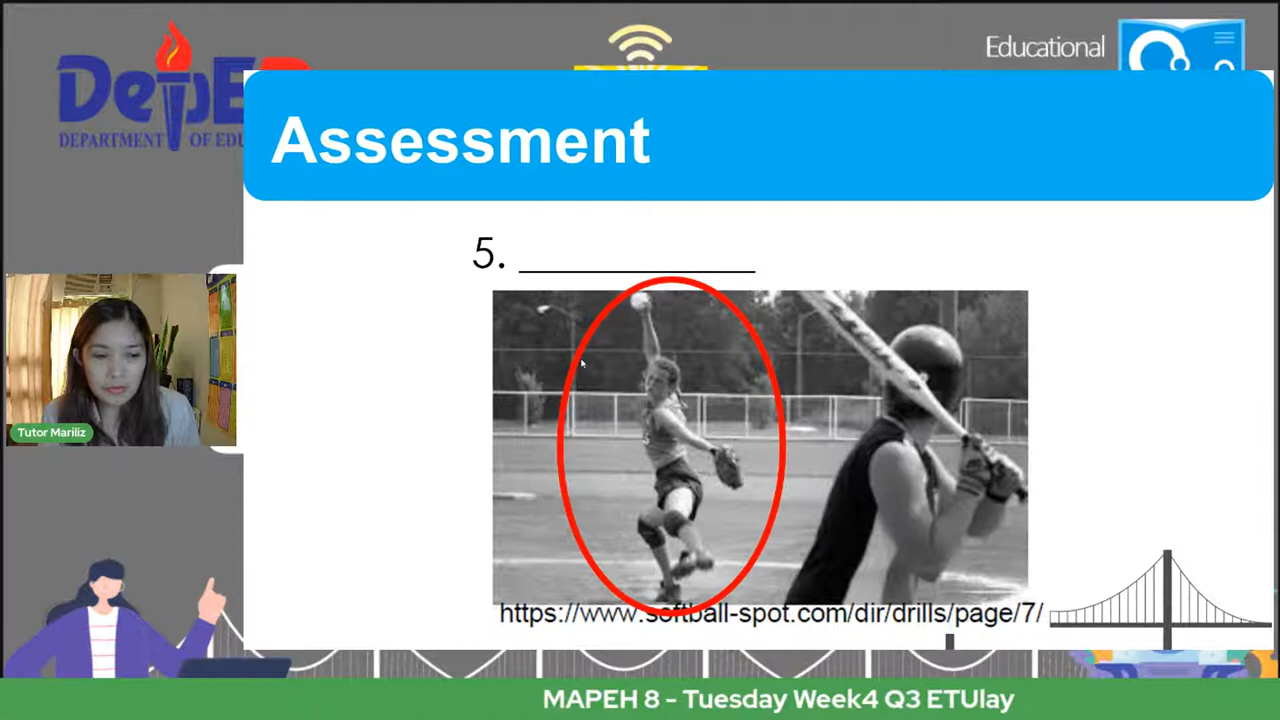 Educational
DepED
DEPARTMENT OF EDU
Assessment
5. ____________
Tutor Mariliz
https://www.softball-spot.com/dir/drills/page/7/
MAPEH 8 - Tuesday Week4 Q3 ETUlay